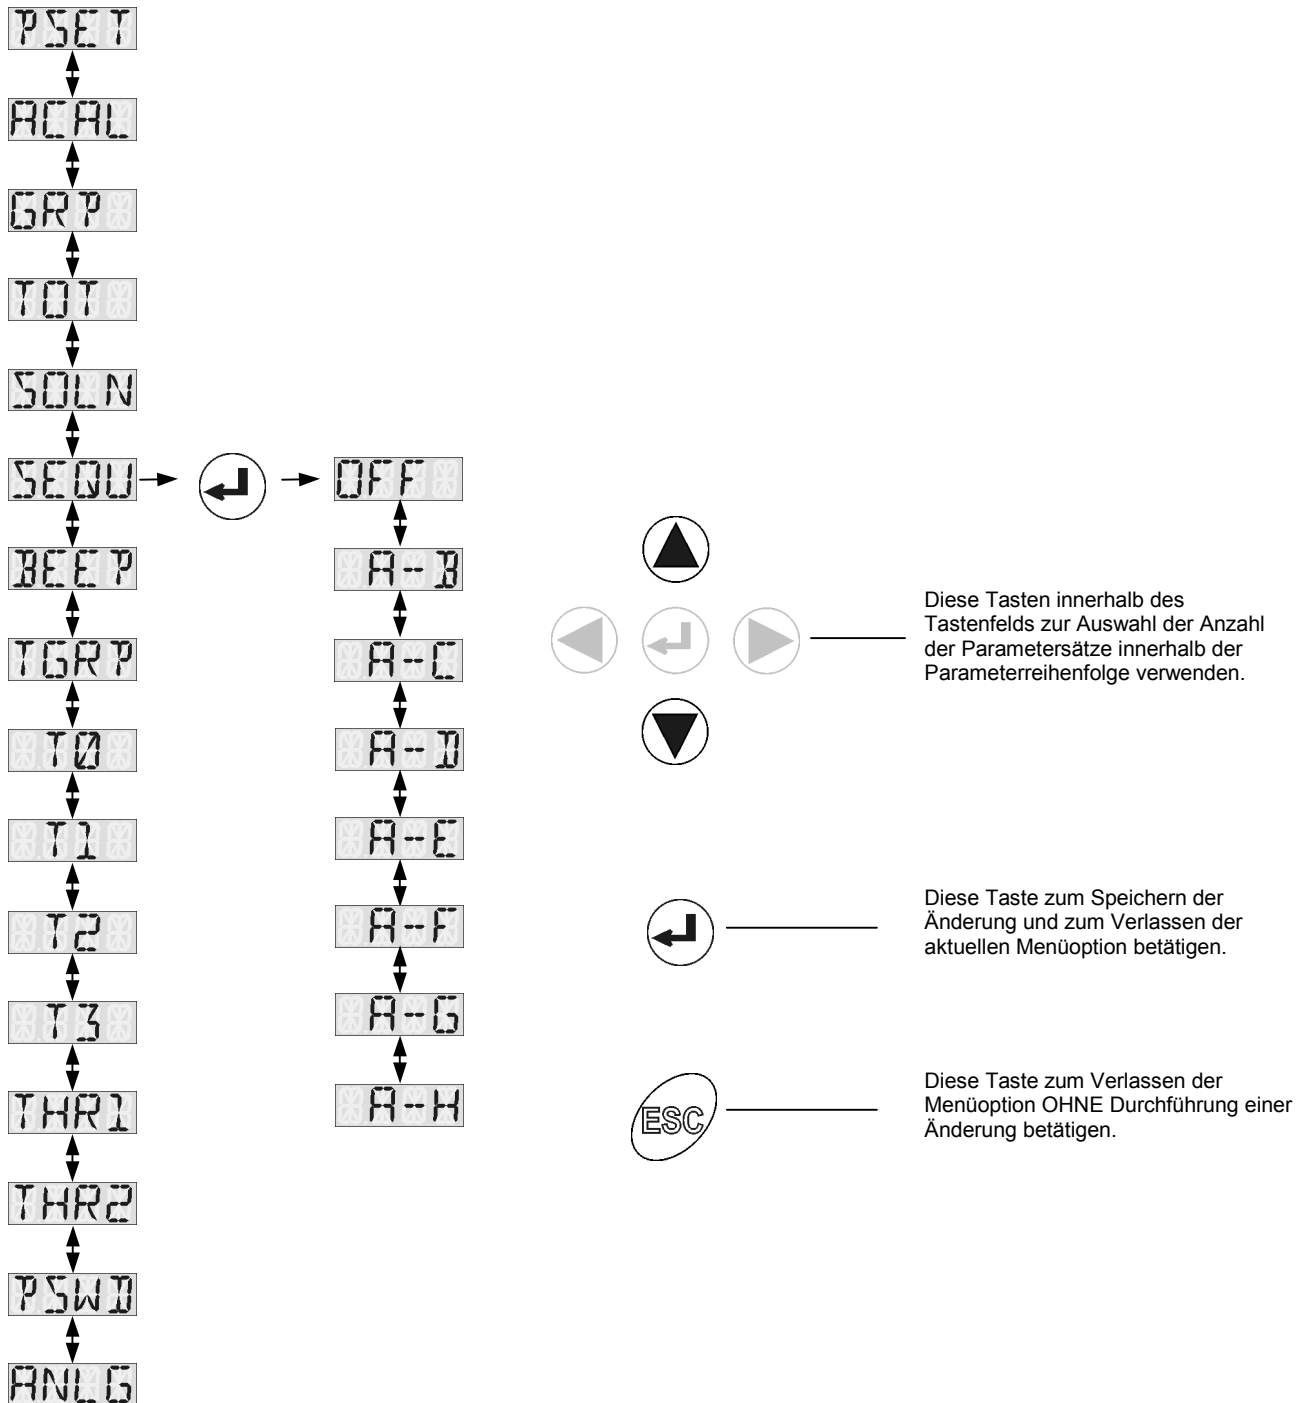 PSET
ACAL
GRP
TOT
SOLN
SEQU
BEEP
TGRP
T0
T1
T2
T3
THR1
THR2
PSWD
ANLG
OFF
A-B
A-C
A-D
A-E
A-F
A-G
A-H
Diese Tasten innerhalb des
Tastenfelds zur Auswahl der Anzahl
der Parametersätze innerhalb der
Parameterreihenfolge verwenden.
Diese Taste zum Speichern der
Änderung und zum Verlassen der
aktuellen Menüoption betätigen.
ESC
Diese Taste zum Verlassen der
Menüoption OHNE Durchführung einer
Änderung betätigen.